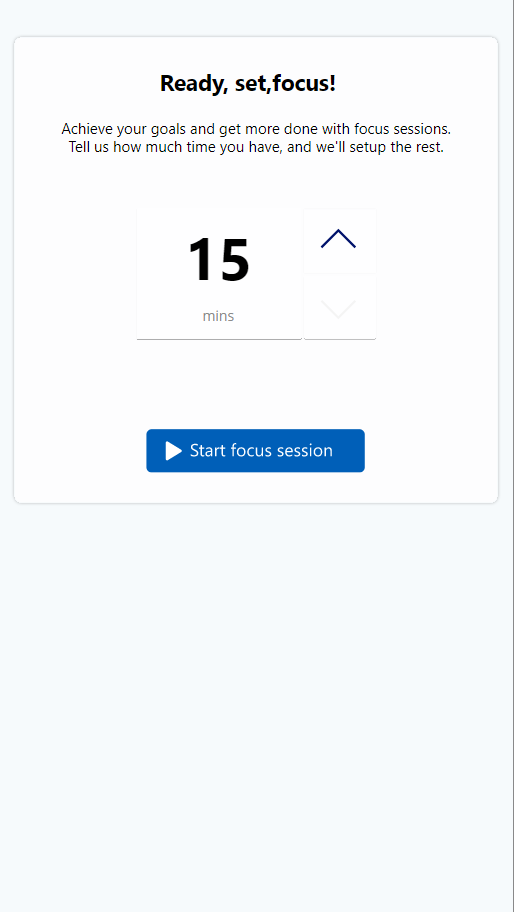 Ready, set,focus!
Achieve your goals and get more done with focus sessions.
Tell us how much time you have, and we'll setup the rest.
15
mins
Start focus session